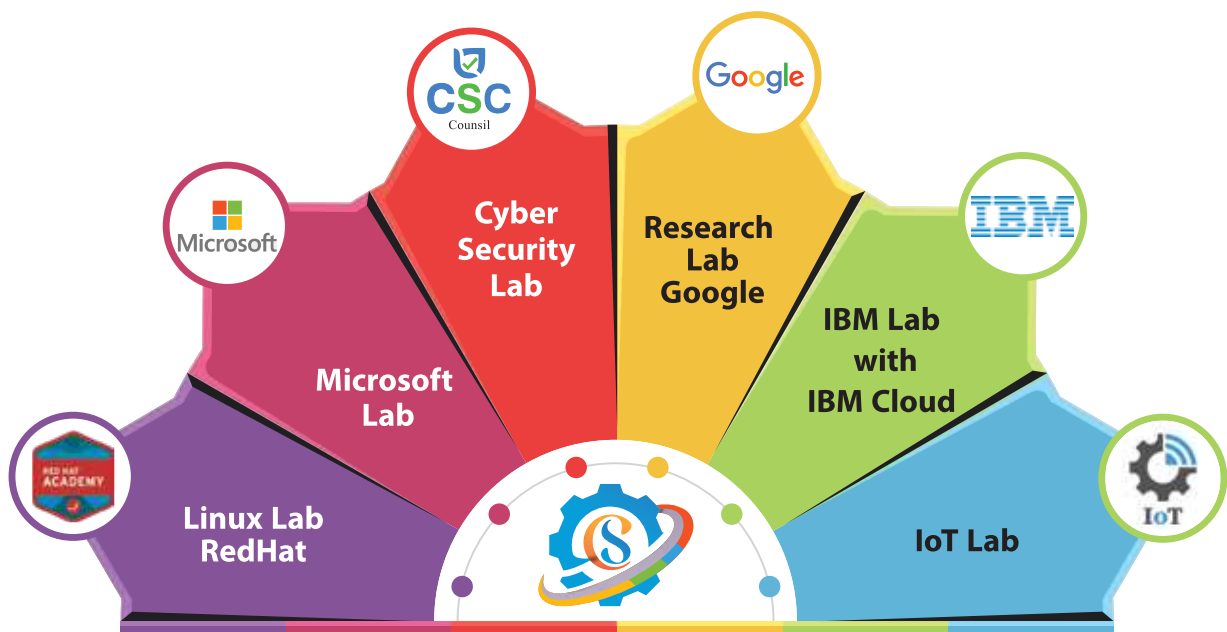 CSC
Counsil
Google
Microsoft
IBM
RED HAT
ACADEMY
IoT
Cyber
Security
Lab
Research
Lab
Google
IBM Lab
with
IBM Cloud
Microsoft
Lab
Linux Lab
RedHat
IoT Lab
CS